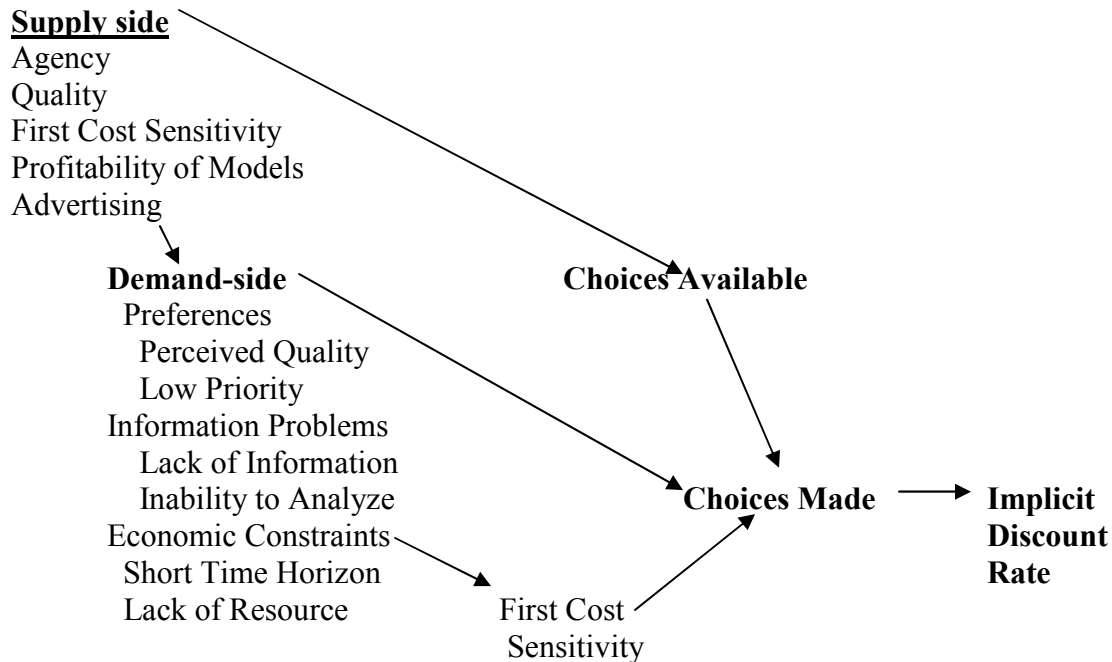 Supply side
Agency
Quality
First Cost Sensitivity
Profitability of Models
Advertising
Demand-side
Choices Available
Preferences
Perceived Quality
Low Priority
Information Problems
Lack of Information
Inability to Analyze
Choices Made
Implicit
Discount
Rate
Economic Constraints
Short Time Horizon
Lack of Resource
First Cost
Sensitivity